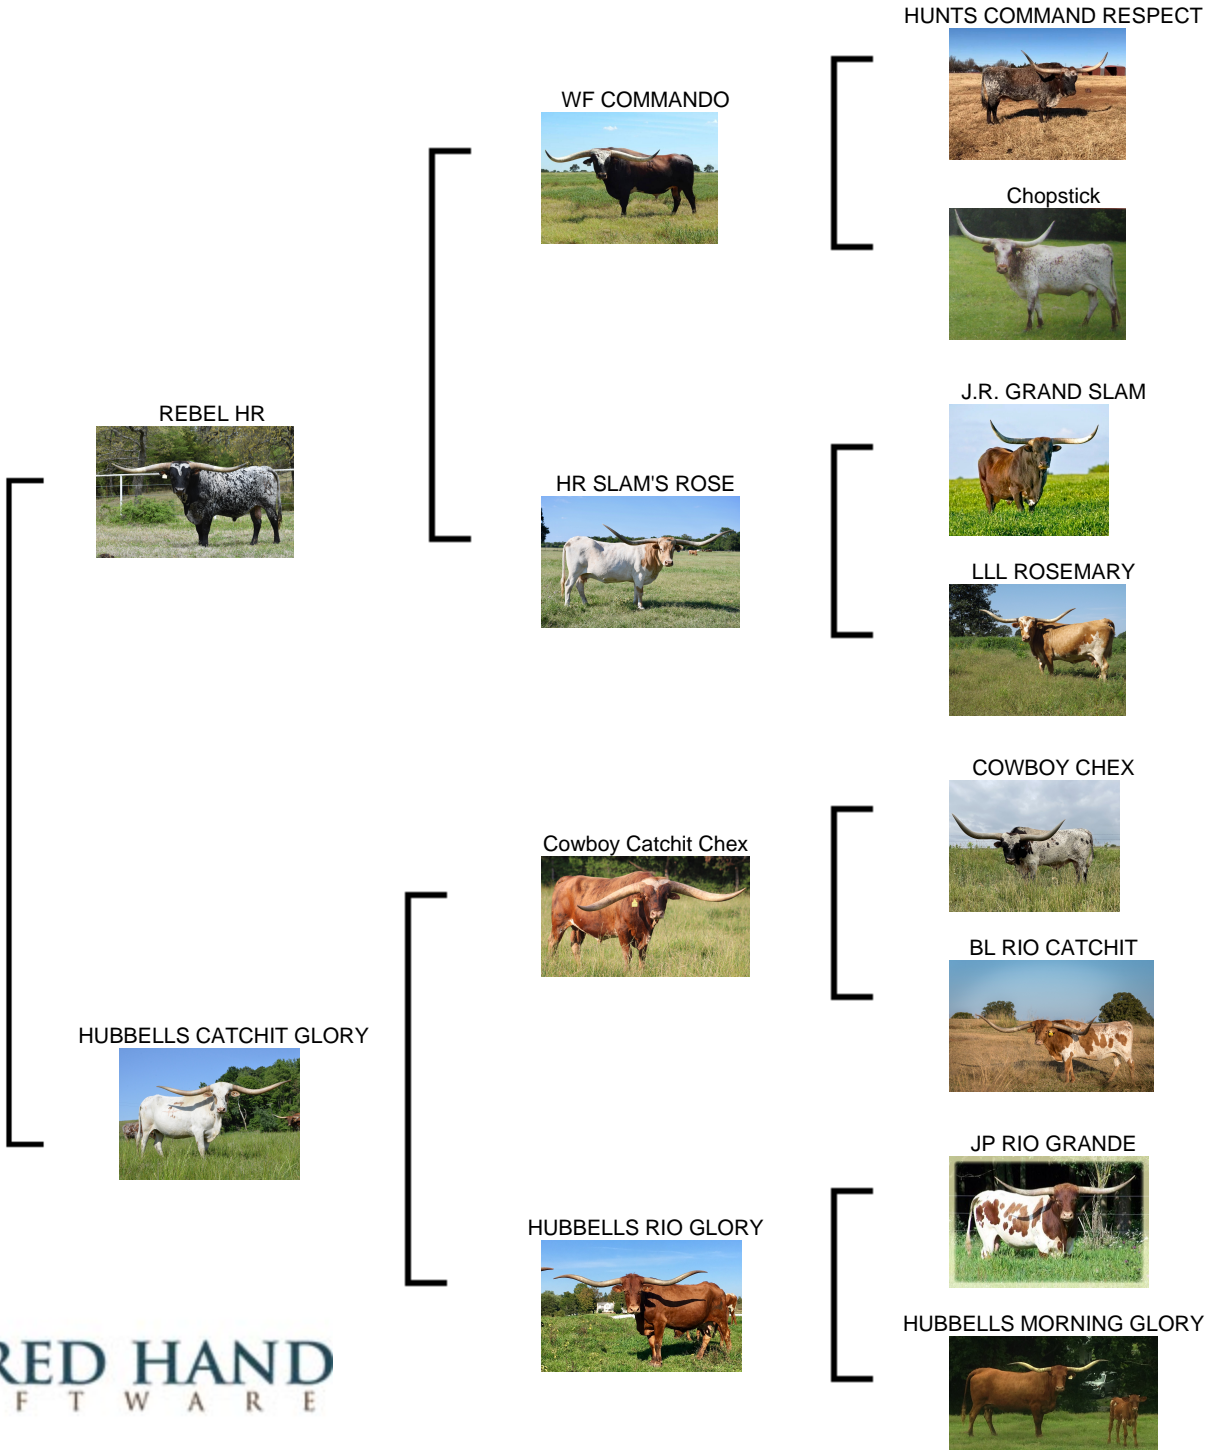 HUNTS COMMAND RESPECT
WF COMMANDO
Chopstick
J.R. GRAND SLAM
REBEL HR
HR SLAM'S ROSE
LLL ROSEMARY
COWBOY CHEX
Cowboy Catchit Chex
BL RIO CATCHIT
HUBBELLS CATCHIT GLORY
JP RIO GRANDE
HUBBELLS RIO GLORY
HUBBELLS MORNING GLORY
RED HAND
FTWARE